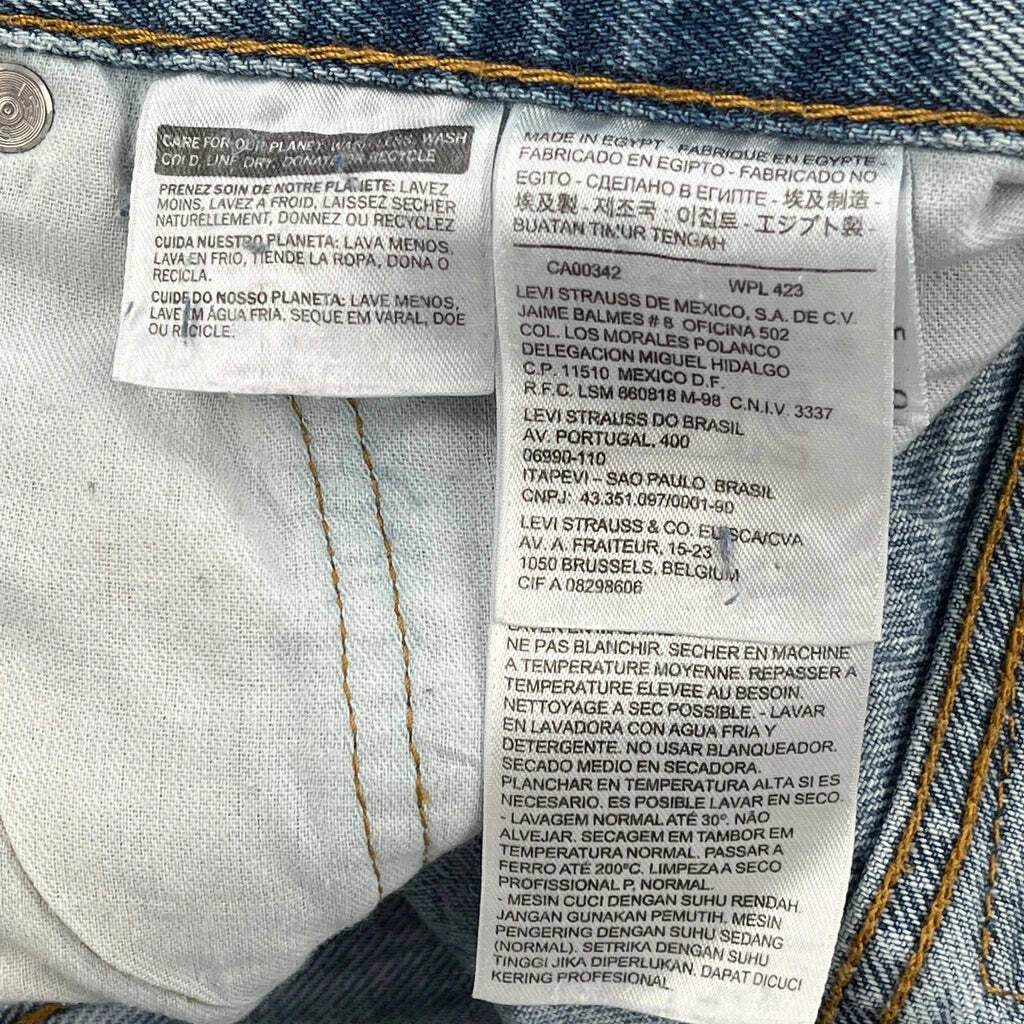 CARE FOR OUR PLANET: WASH LESS, WASH
COLD, LINE DRY, DONATE OR RECYCLE
PRENEZ SOIN DE NOTRE PLANETE: LAVEZ
MOINS, LAVEZ A FROID, LAISSEZ SECHER
NATURELLEMENT, DONNEZ OU RECYCLEZ
CUIDA NUESTRO PLANETA: LAVA MENOS,
LAVA EN FRIO, TIENDE LA ROPA, DONA O
RECICLA.
CUIDE DO NOSSO PLANETA: LAVE MENOS,
LAVE EM ÁGUA FRIA, SEQUE EM VARAL, DOE
OU RECICLE.
MADE IN EGYPT - FABRIQUE EN EGYPTE -
FABRICADO EN EGIPTO - FABRICADO NO
EGITO - СДЕЛАНО В ЕГИПТЕ - 埃及制造 -
埃及製 - 제조국 : 이집트 - エジプト製 -
BUATAN TIMUR TENGAH
CA00342 WPL 423
LEVI STRAUSS DE MEXICO, S.A. DE C.V.
JAIME BALMES # 8 OFICINA 502
COL. LOS MORALES POLANCO
DELEGACION MIGUEL HIDALGO
C.P. 11510 MEXICO D.F.
R.F.C. LSM 860818 M-98 C.N.I.V. 3337
LEVI STRAUSS DO BRASIL
AV. PORTUGAL, 400
06990-110
ITAPEVI – SAO PAULO BRASIL
CNPJ: 43.351.097/0001-90
LEVI STRAUSS & CO. EUR SCA/CVA
AV. A. FRAITEUR, 15-23
1050 BRUSSELS, BELGIUM
CIF A 08298606
NE PAS BLANCHIR. SECHER EN MACHINE
A TEMPERATURE MOYENNE. REPASSER A
TEMPERATURE ELEVEE AU BESOIN.
NETTOYAGE A SEC POSSIBLE. - LAVAR
EN LAVADORA CON AGUA FRIA Y
DETERGENTE. NO USAR BLANQUEADOR.
SECADO MEDIO EN SECADORA.
PLANCHAR EN TEMPERATURA ALTA SI ES
NECESARIO. ES POSIBLE LAVAR EN SECO.
- LAVAGEM NORMAL ATÉ 30°. NÃO
ALVEJAR. SECAGEM EM TAMBOR EM
TEMPERATURA NORMAL. PASSAR A
FERRO ATÉ 200ºC. LIMPEZA A SECO
PROFISSIONAL P, NORMAL.
- MESIN CUCI DENGAN SUHU RENDAH.
JANGAN GUNAKAN PEMUTIH. MESIN
PENGERING DENGAN SUHU SEDANG
(NORMAL). SETRIKA DENGAN SUHU
TINGGI JIKA DIPERLUKAN. DAPAT DICUCI
KERING PROFESIONAL.